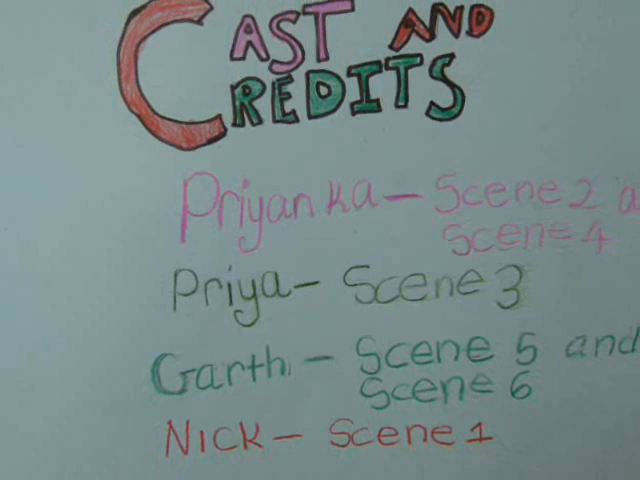 CAST AND
CREDITS
Priyanka - Scene 2 a
Scene 4
Priya - Scene 3
Garth - Scene 5 and
Scene 6
NICK - Scene 1